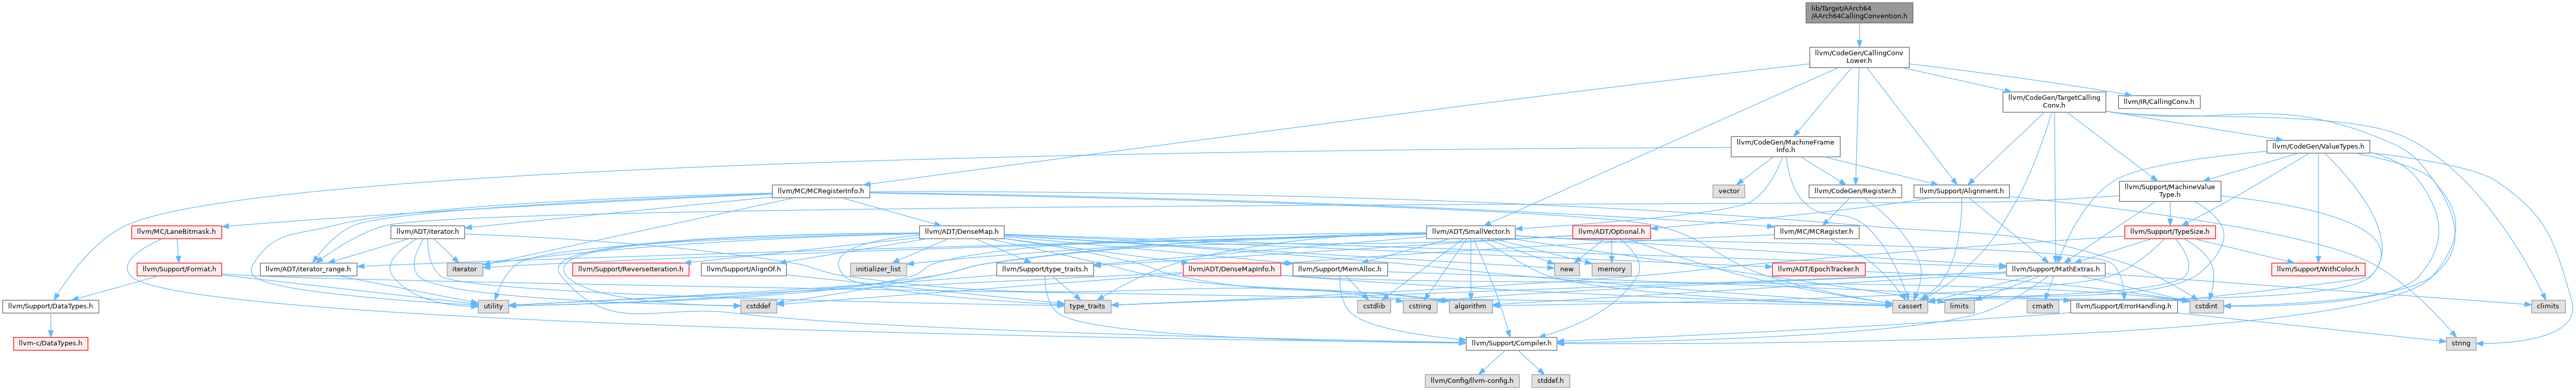 lib/Target/AArch64
/AArch64CallingConvention.h
llvm/CodeGen/CallingConv
Lower.h
llvm/CodeGen/TargetCalling
Conv.h
llvm/IR/CallingConv.h
llvm/CodeGen/MachineFrame
Info.h
llvm/CodeGen/ValueTypes.h
llvm/MC/MCRegisterInfo.h
vector
llvm/CodeGen/Register.h
llvm/Support/Alignment.h
llvm/Support/MachineValue
Type.h
llvm/MC/LaneBitmask.h
llvm/ADT/iterator.h
llvm/ADT/DenseMap.h
llvm/ADT/SmallVector.h
llvm/ADT/Optional.h
llvm/MC/MCRegister.h
llvm/Support/TypeSize.h
llvm/Support/Format.h
llvm/ADT/iterator_range.h
iterator
llvm/Support/ReverseIteration.h
llvm/Support/AlignOf.h
initializer_list
llvm/Support/type_traits.h
llvm/ADT/DenseMapInfo.h
llvm/Support/MemAlloc.h
new
memory
llvm/ADT/EpochTracker.h
llvm/Support/MathExtras.h
llvm/Support/WithColor.h
llvm/Support/DataTypes.h
utility
cstddef
type_traits
cstdlib
cstring
algorithm
cassert
limits
cmath
llvm/Support/ErrorHandling.h
cstdint
climits
llvm-c/DataTypes.h
llvm/Support/Compiler.h
string
llvm/Config/llvm-config.h
stddef.h